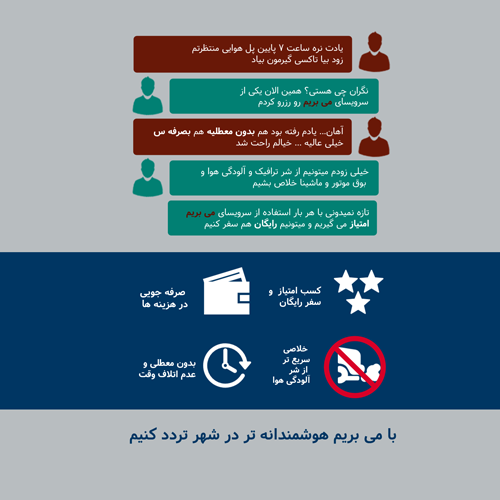 یادت نره ساعت ۷ پایین پل هوایی منتظرتم
زود بیا تاکسی گیرمون بیاد
نگران چی هستی؟ همین الان یکی از
سرویسای می بریم رو رزرو کردم
آهان... یادم رفته بود هم بدون معطلیه هم بصرفه س
خیلی عالیه ... خیالم راحت شد
خیلی زودم میتونیم از شر ترافیک و آلودگی هوا و
بوق موتور و ماشینا خلاص بشیم
تازه نمیدونی با هر بار استفاده از سرویسای می بریم
امتیاز می گیریم و میتونیم رایگان هم سفر کنیم
کسب امتیاز و
سفر رایگان
صرفه جویی
در هزینه ها
خلاصی
سریع تر
از شر
آلودگی هوا
بدون معطلی و
عدم اتلاف وقت
با می بریم هوشمندانه تر در شهر تردد کنیم